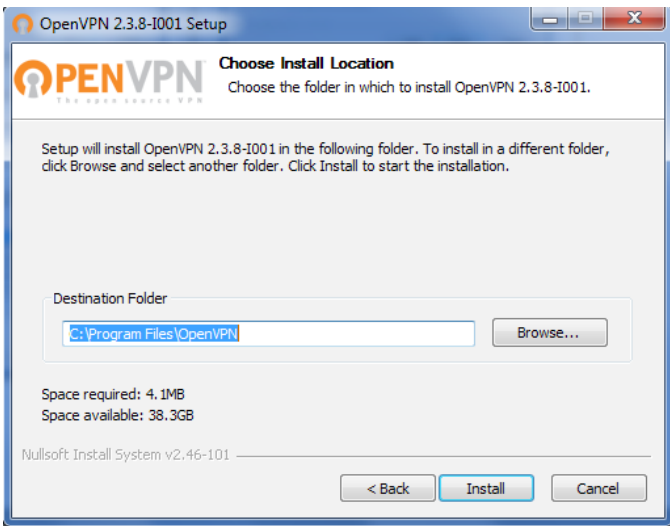 OpenVPN 2.3.8-I001 Setup
OPENVPN
The open source VPN
Choose Install Location
Choose the folder in which to install OpenVPN 2.3.8-I001.
Setup will install OpenVPN 2.3.8-I001 in the following folder. To install in a different folder,
click Browse and select another folder. Click Install to start the installation.
Destination Folder
C:\Program Files\OpenVPN
Browse...
Space required: 4.1MB
Space available: 38.3GB
Nullsoft Install System v2.46-101
< Back
Install
Cancel